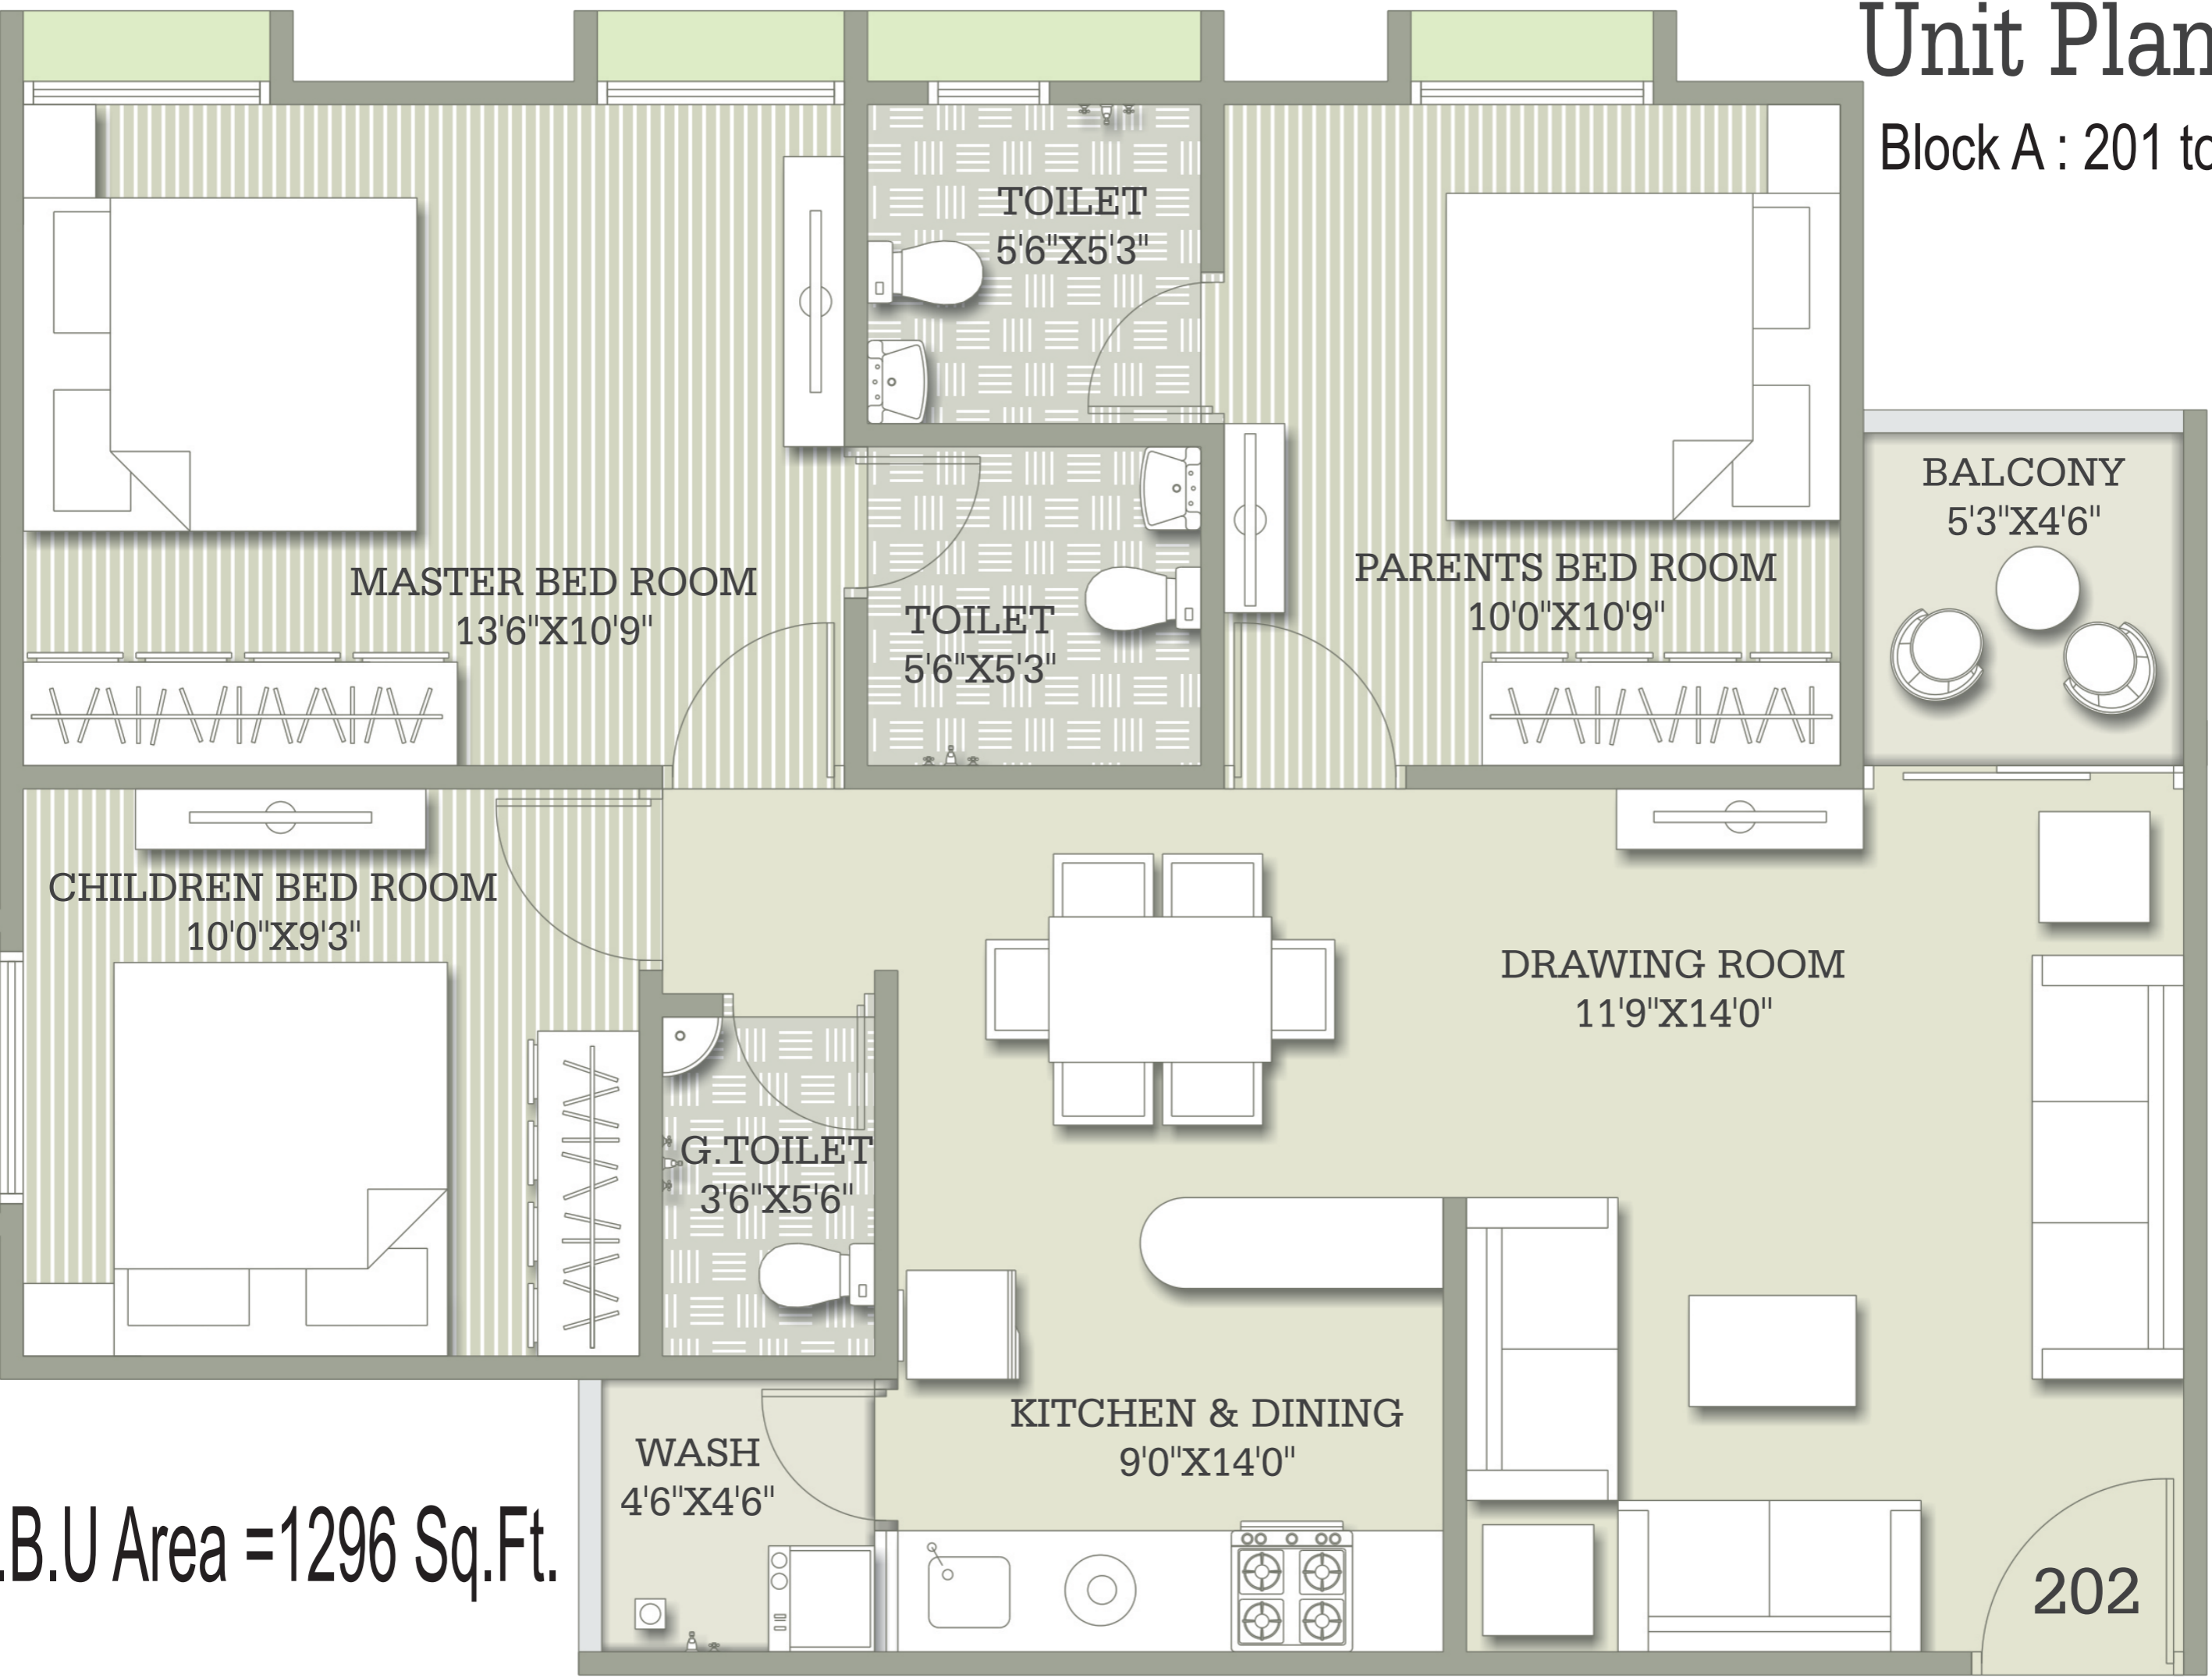 Unit Plan
Block A : 201 to
TOILET
5'6"X5'3"
BALCONY
5'3"X4'6"
MASTER BED ROOM
13'6"X10'9"
TOILET
5'6"X5'3"
PARENTS BED ROOM
10'0"X10'9"
CHILDREN BED ROOM
10'0"X9'3"
DRAWING ROOM
11'9"X14'0"
G.TOILET
3'6"X5'6"
KITCHEN & DINING
9'0"X14'0"
WASH
4'6"X4'6"
.B.U Area =1296 Sq.Ft.
202